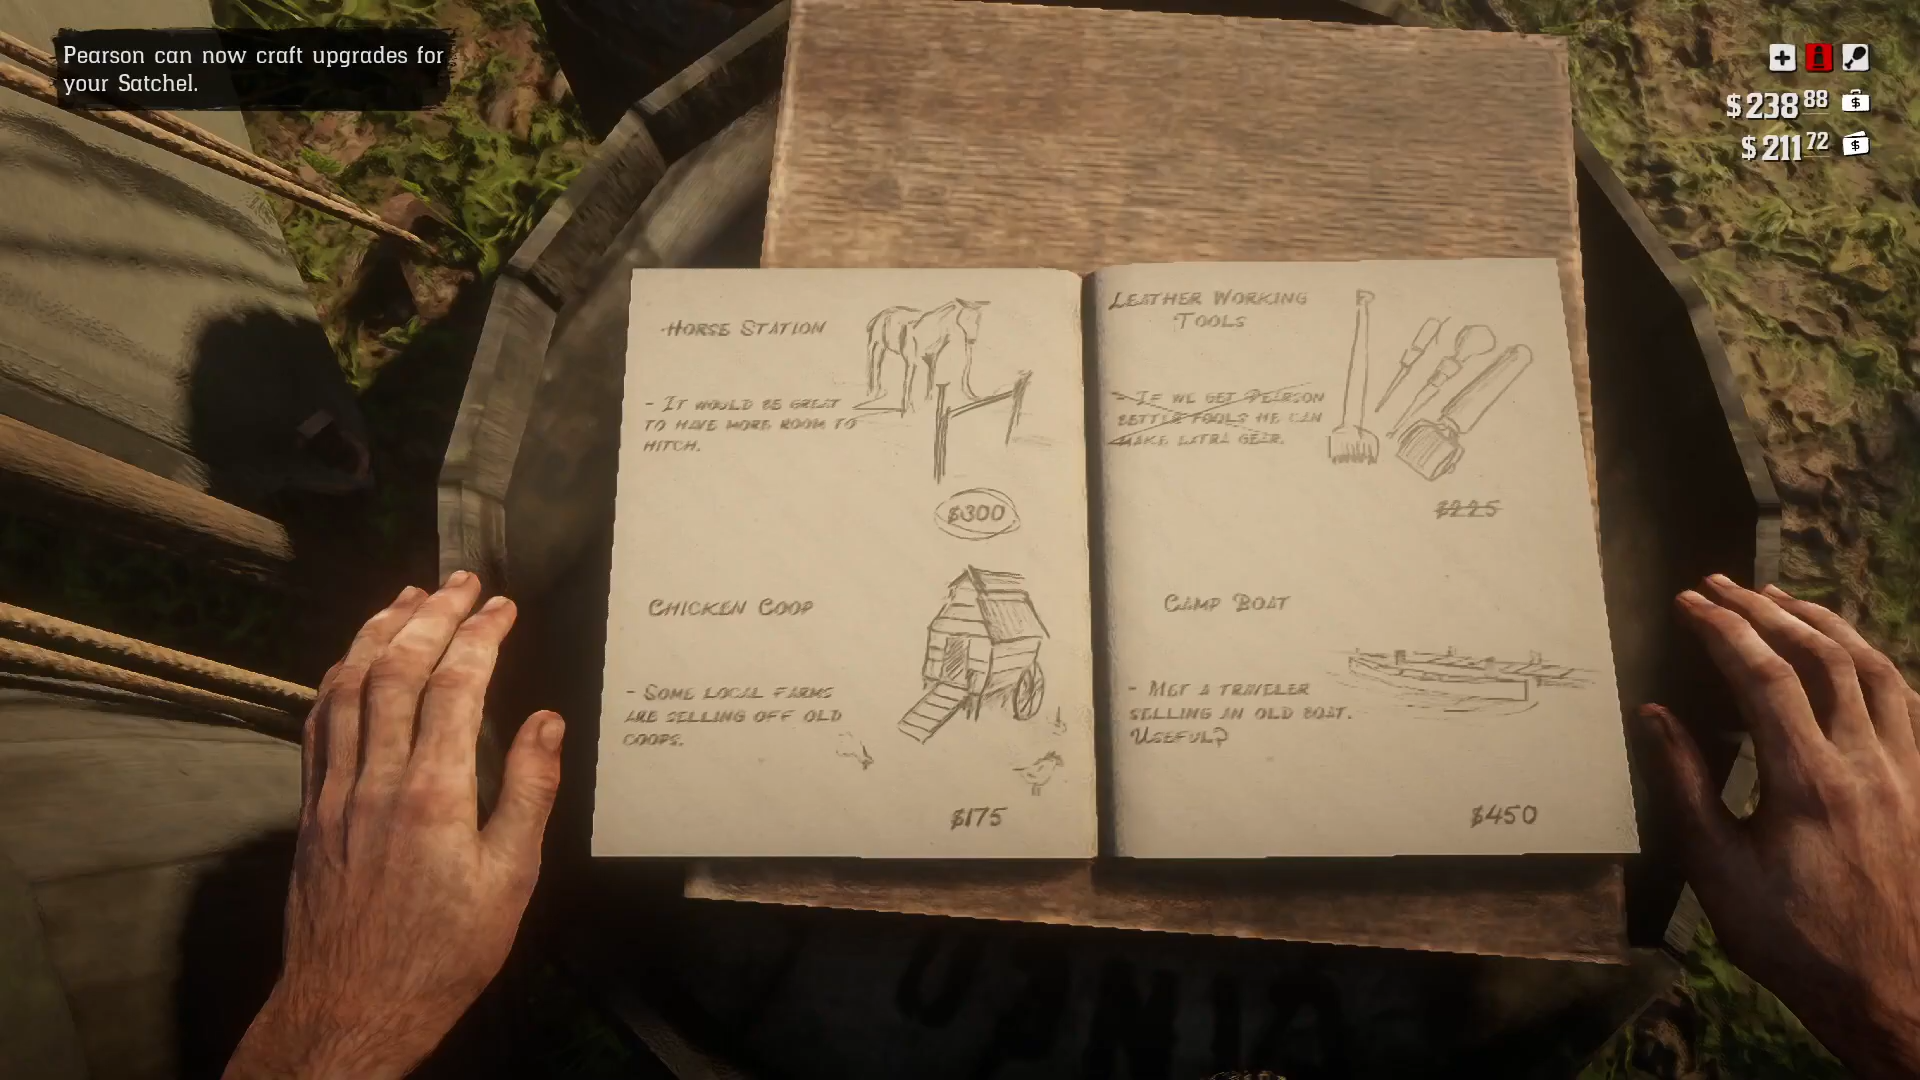 Pearson can now craft upgrades for
your Satchel.
$238 88
$211 72
Horse Station
- It would be great
to have more room to
hitch.
$300
Chicken Coop
- Some local farms
are selling off old
coops.
$175
Leather Working
Tools
- If we get Pearson
better tools he can
make extra gear.
$225
Camp Boat
- Met a traveler
selling an old boat.
Useful?
$450